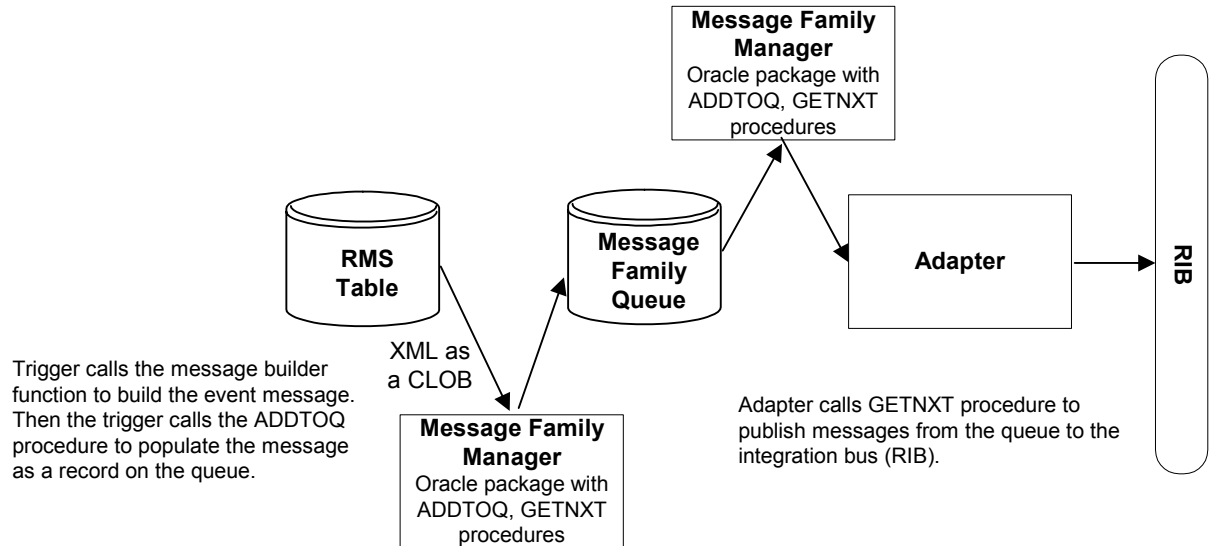 Message Family
Manager
Oracle package with
ADDTOQ, GETNXT
procedures
RMS
Table
Message
Family
Queue
Adapter
RIB
XML as
a CLOB
Trigger calls the message builder
function to build the event message.
Then the trigger calls the ADDTOQ
procedure to populate the message
as a record on the queue.
Message Family
Manager
Oracle package with
ADDTOQ, GETNXT
procedures
Adapter calls GETNXT procedure to
publish messages from the queue to the
integration bus (RIB).